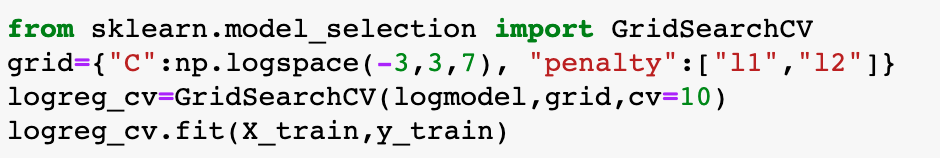 from sklearn.model_selection import GridSearchCV
grid={"C":np.logspace(-3,3,7), "penalty":["l1","l2"]}
logreg_cv=GridSearchCV(logmodel,grid,cv=10)
logreg_cv.fit(X_train,y_train)